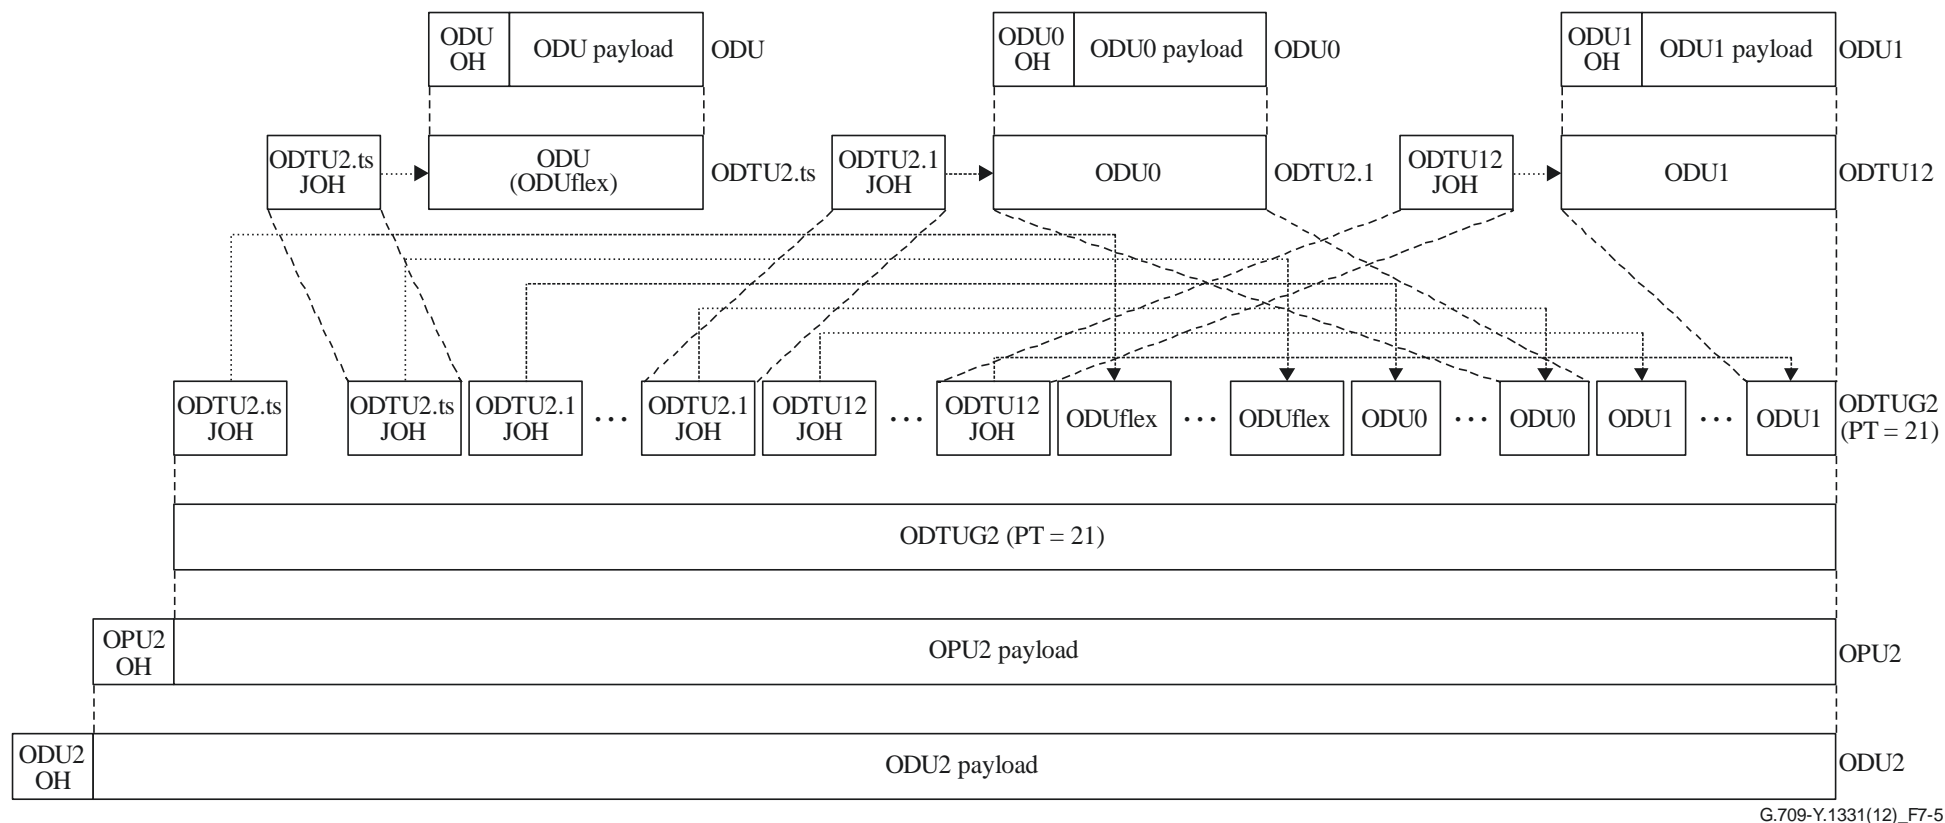 ODU
OH
ODU payload
ODU
ODU0
OH
ODU0 payload
ODU0
ODU1
OH
ODU1 payload
ODU1
ODTU2.ts
JOH
ODU
(ODUflex)
ODTU2.ts
ODTU2.1
JOH
ODU0
ODTU2.1
ODTU12
JOH
ODU1
ODTU12
ODTU2.ts
JOH
ODTU2.ts
JOH
ODTU2.1
JOH
...
ODTU2.1
JOH
ODTU12
JOH
...
ODTU12
JOH
ODUflex
...
ODUflex
ODU0
...
ODU0
ODU1
...
ODU1
ODTUG2
(PT = 21)
ODTUG2 (PT = 21)
OPU2
OH
OPU2 payload
OPU2
ODU2
OH
ODU2 payload
ODU2
G.709-Y.1331(12)_F7-5